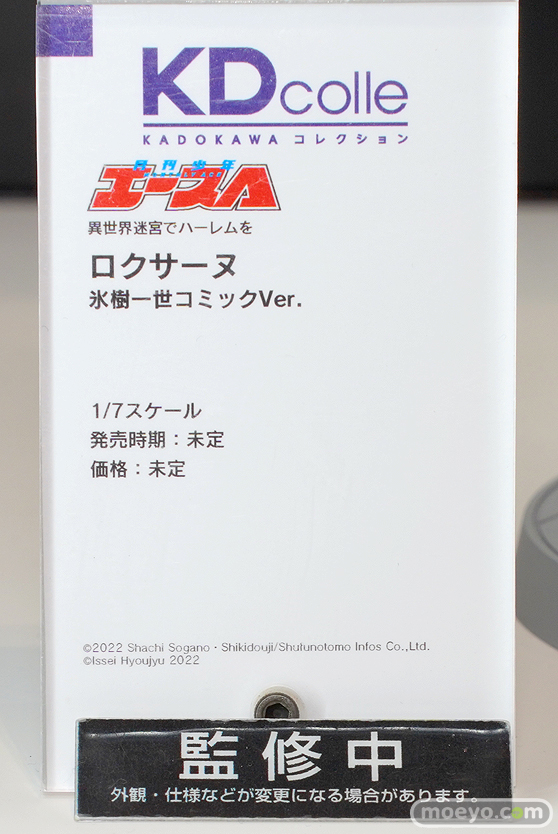 KDcolle
KADOKAWA コレクション
月刊少年
エースA
異世界迷宮でハーレムを
ロクサーヌ
氷樹一世コミックVer.
1/7スケール
発売時期：未定
価格：未定
©2022 Shachi Sogano・Shikidouji/Shufunotomo Infos Co.,Ltd.
©Issei Hyoujyu 2022
監修中
外観・仕様などが変更になる場合があります。
moeyo.com